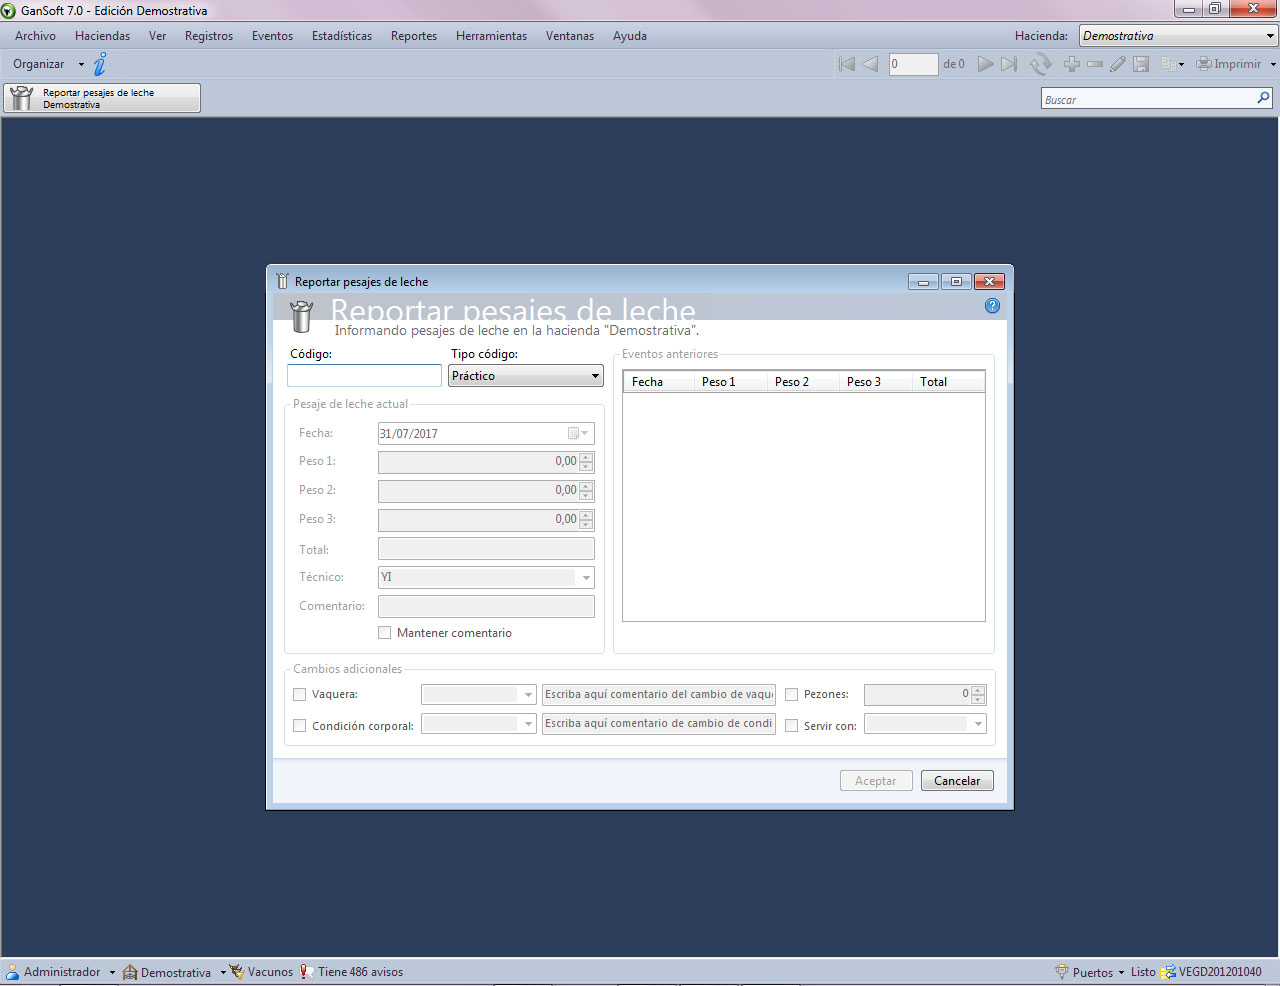 GanSoft 7.0 - Edición Demostrativa
Archivo Haciendas Ver Registros Eventos Estadísticas Reportes Herramientas Ventanas Ayuda Hacienda: Demostrativa
Organizar 0 de 0 Imprimir
Reportar pesajes de leche
Demostrativa
Buscar
Reportar pesajes de leche
Reportar pesajes de leche
Informando pesajes de leche en la hacienda "Demostrativa".
Código: Tipo código:
Práctico
Pesaje de leche actual
Fecha: 31/07/2017
Peso 1: 0,00
Peso 2: 0,00
Peso 3: 0,00
Total:
Técnico: YI
Comentario:
Mantener comentario
Eventos anteriores
Fecha Peso 1 Peso 2 Peso 3 Total
Cambios adicionales
Vaquera: Escriba aquí comentario del cambio de vaqu Pezones: 0
Condición corporal: Escriba aquí comentario de cambio de condi Servir con:
Aceptar Cancelar
Administrador Demostrativa Vacunos Tiene 486 avisos Puertos Listo VEGD201201040